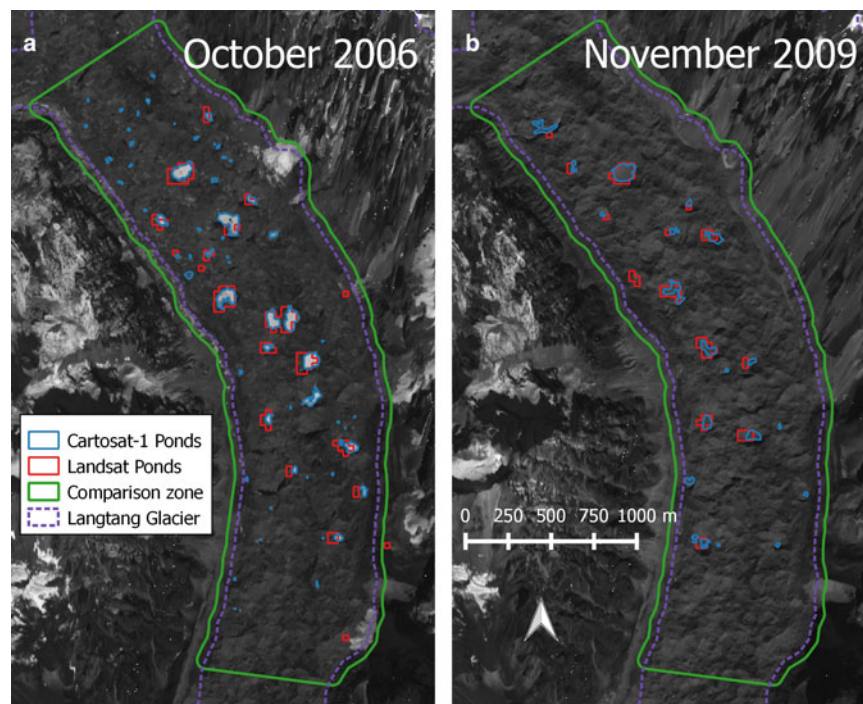 a
October 2006
b
November 2009
Cartosat-1 Ponds
Landsat Ponds
Comparison zone
Langtang Glacier
0 250 500 750 1000 m